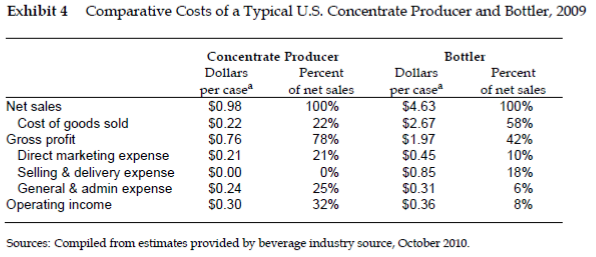 Exhibit 4 Comparative Costs of a Typical U.S. Concentrate Producer and Bottler, 2009
Concentrate Producer Bottler
Dollars Percent Dollars Percent
per caseª of net sales per caseª of net sales
Net sales $0.98 100% $4.63 100%
Cost of goods sold $0.22 22% $2.67 58%
Gross profit $0.76 78% $1.97 42%
Direct marketing expense $0.21 21% $0.45 10%
Selling & delivery expense $0.00 0% $0.85 18%
General & admin expense $0.24 25% $0.31 6%
Operating income $0.30 32% $0.36 8%
Sources: Compiled from estimates provided by beverage industry source, October 2010.